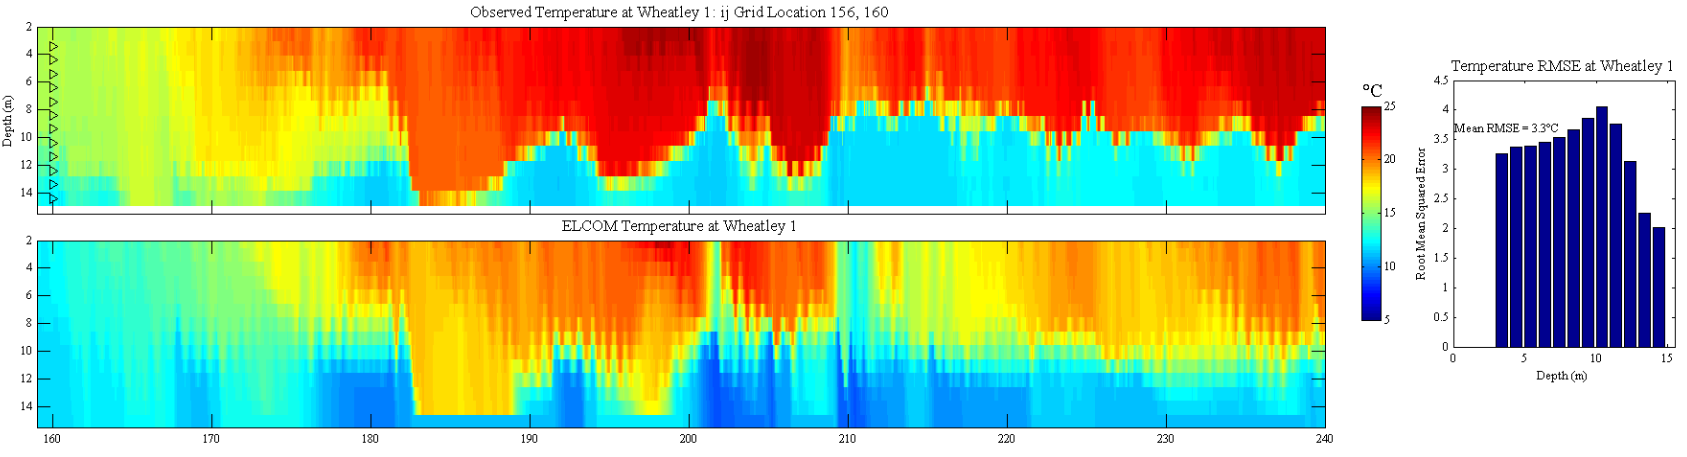 Observed Temperature at Wheatley 1: ij Grid Location 156, 160
2
4
6
8
10
12
14
Depth (m)
ELCOM Temperature at Wheatley 1
2
4
6
8
10
12
14
160 170 180 190 200 210 220 230 240
°C
25
20
15
10
5
Temperature RMSE at Wheatley 1
4.5
4
3.5
3
2.5
2
1.5
1
0.5
0
Mean RMSE = 3.3°C
Root Mean Squared Error
0 5 10 15
Depth (m)